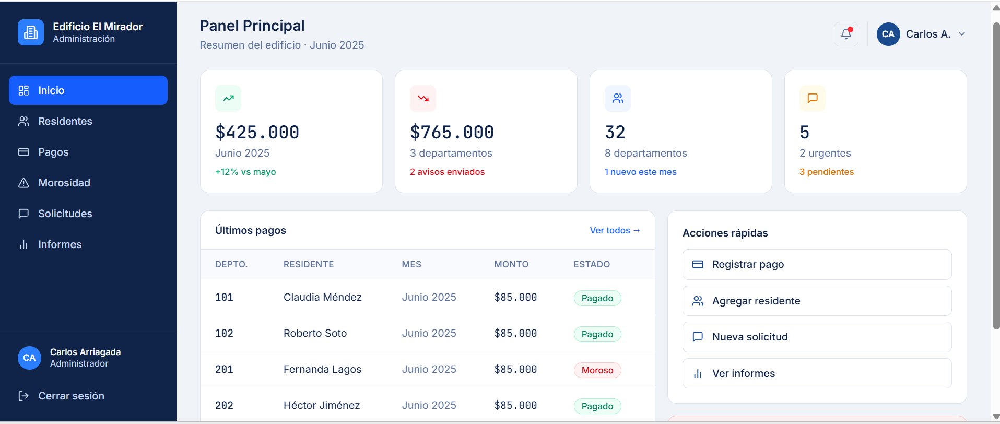 Edificio El Mirador
Administración
Inicio
Residentes
Pagos
Morosidad
Solicitudes
Informes
CA
Carlos Arriagada
Administrador
Cerrar sesión
Panel Principal
Resumen del edificio · Junio 2025
CA Carlos A.
$425.000
Junio 2025
+12% vs mayo
$765.000
3 departamentos
2 avisos enviados
32
8 departamentos
1 nuevo este mes
5
2 urgentes
3 pendientes
Últimos pagos Ver todos →
DEPTO. RESIDENTE MES MONTO ESTADO
101 Claudia Méndez Junio 2025 $85.000 Pagado
102 Roberto Soto Junio 2025 $85.000 Pagado
201 Fernanda Lagos Junio 2025 $85.000 Moroso
202 Héctor Jiménez Junio 2025 $85.000 Pagado
Acciones rápidas
Registrar pago
Agregar residente
Nueva solicitud
Ver informes